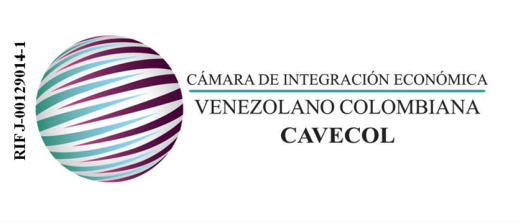 RIF J-00129014-1
CÁMARA DE INTEGRACIÓN ECONÓMICA
VENEZOLANO COLOMBIANA
CAVECOL